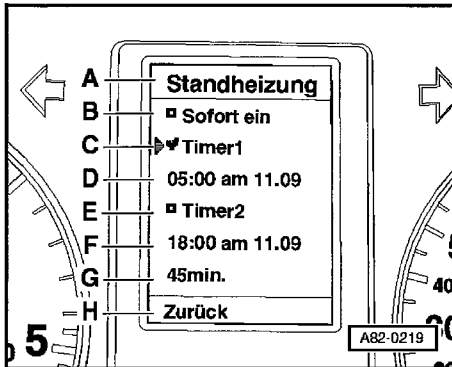 A Standheizung
B Sofort ein
C Timer1
D 05:00 am 11.09
E Timer2
F 18:00 am 11.09
G 45min.
H Zurück
5
40
A82-0219